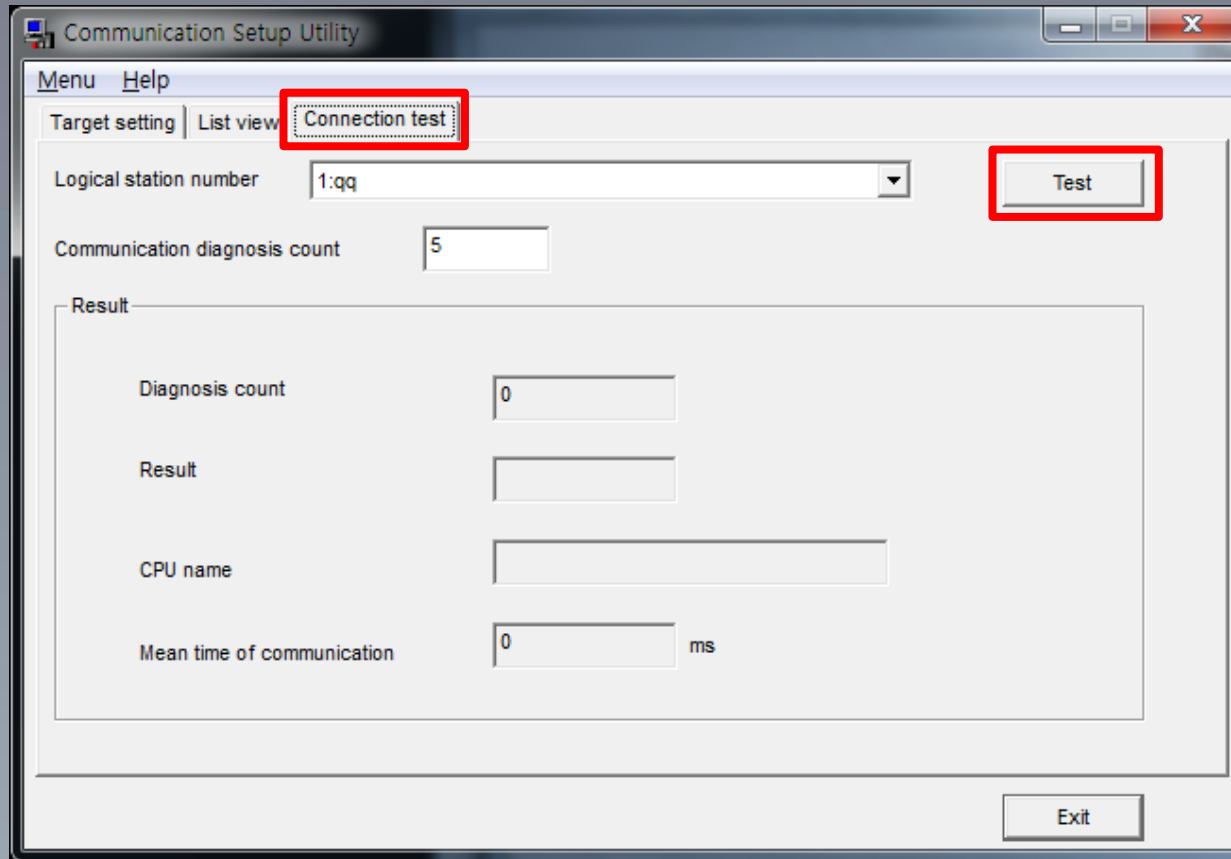 Communication Setup Utility
Menu Help
Target setting List view Connection test
Logical station number 1:qq Test
Communication diagnosis count 5
Result
Diagnosis count 0
Result
CPU name
Mean time of communication 0 ms
Exit